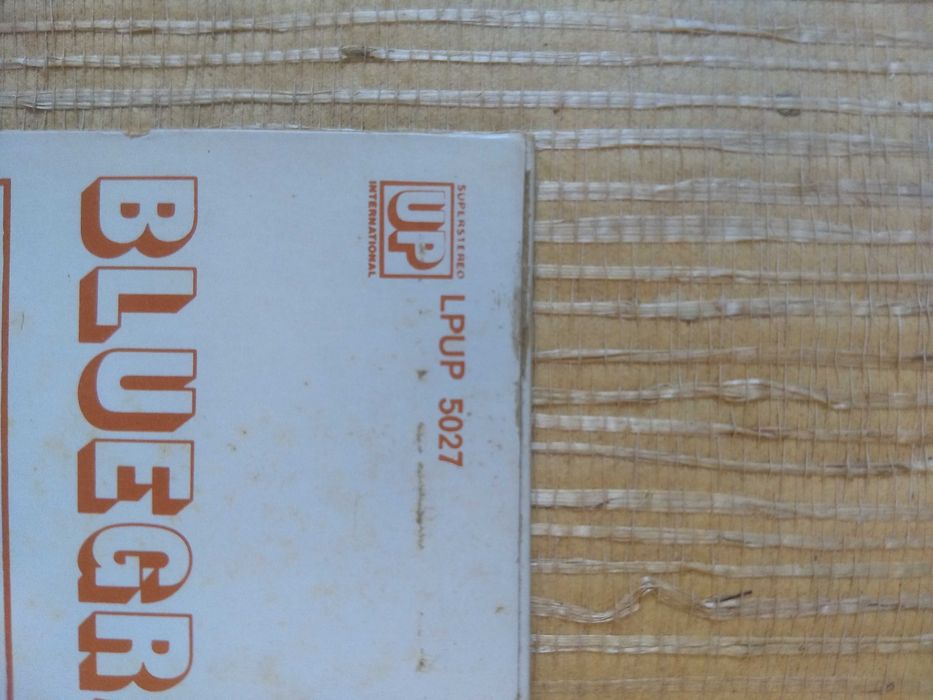 SUPERSTEREO
UP
INTERNATIONAL
LPUP 5027
BLUEGR